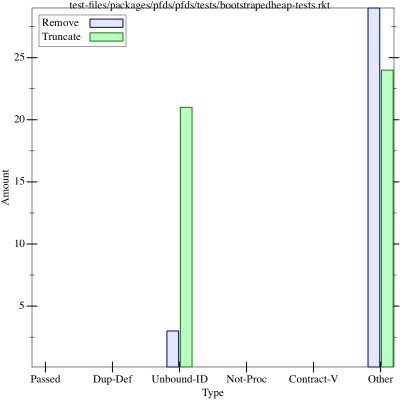 test-files/packages/pfds/pfds/tests/bootstrapedheap-tests.rkt
Remove
Truncate
25
20
15
10
5
Amount
Passed Dup-Def Unbound-ID Not-Proc Contract-V Other
Type